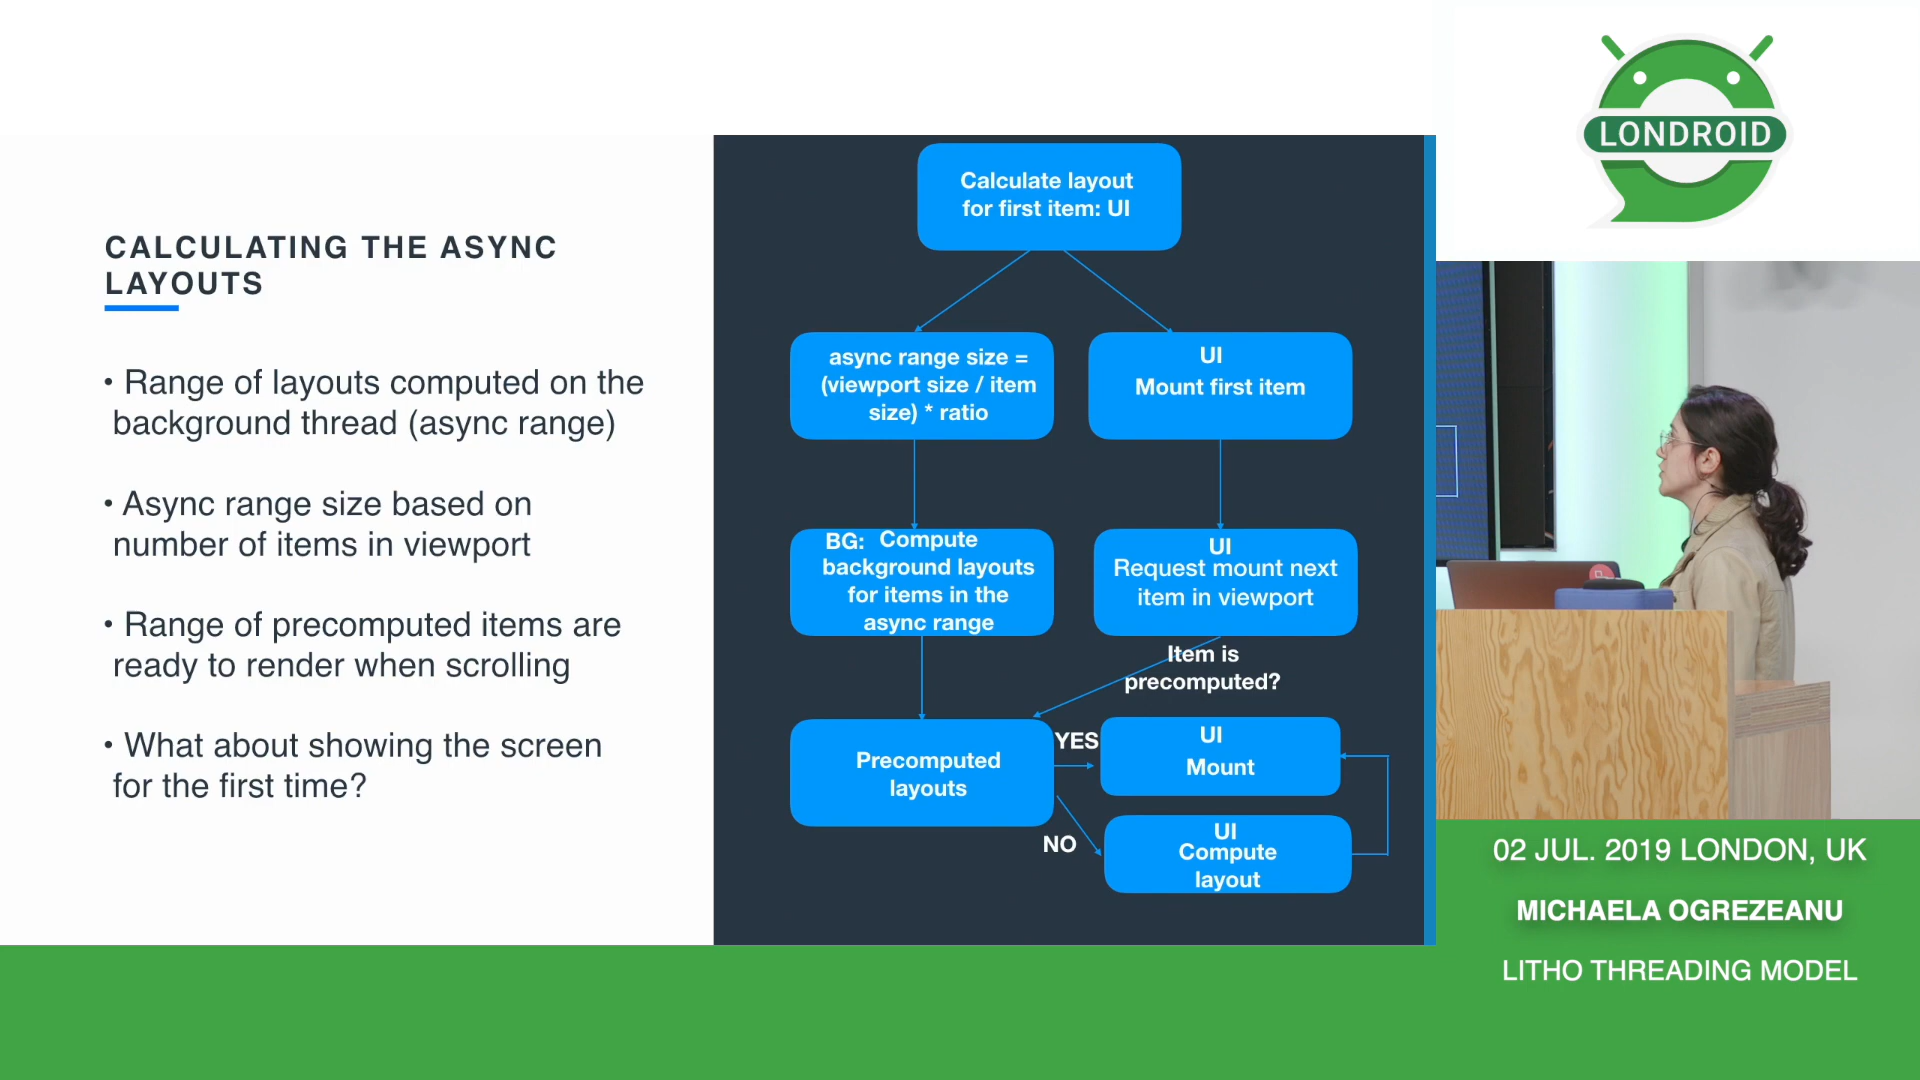 CALCULATING THE ASYNC
LAYOUTS
• Range of layouts computed on the
background thread (async range)
• Async range size based on
number of items in viewport
• Range of precomputed items are
ready to render when scrolling
• What about showing the screen
for the first time?
Calculate layout
for first item: UI
async range size =
(viewport size / item
size) * ratio
UI
Mount first item
BG: Compute
background layouts
for items in the
async range
UI
Request mount next
item in viewport
Item is
precomputed?
Precomputed
layouts
YES
UI
Mount
NO
UI
Compute
layout
LONDROID
02 JUL. 2019 LONDON, UK
MICHAELA OGREZEANU
LITHO THREADING MODEL